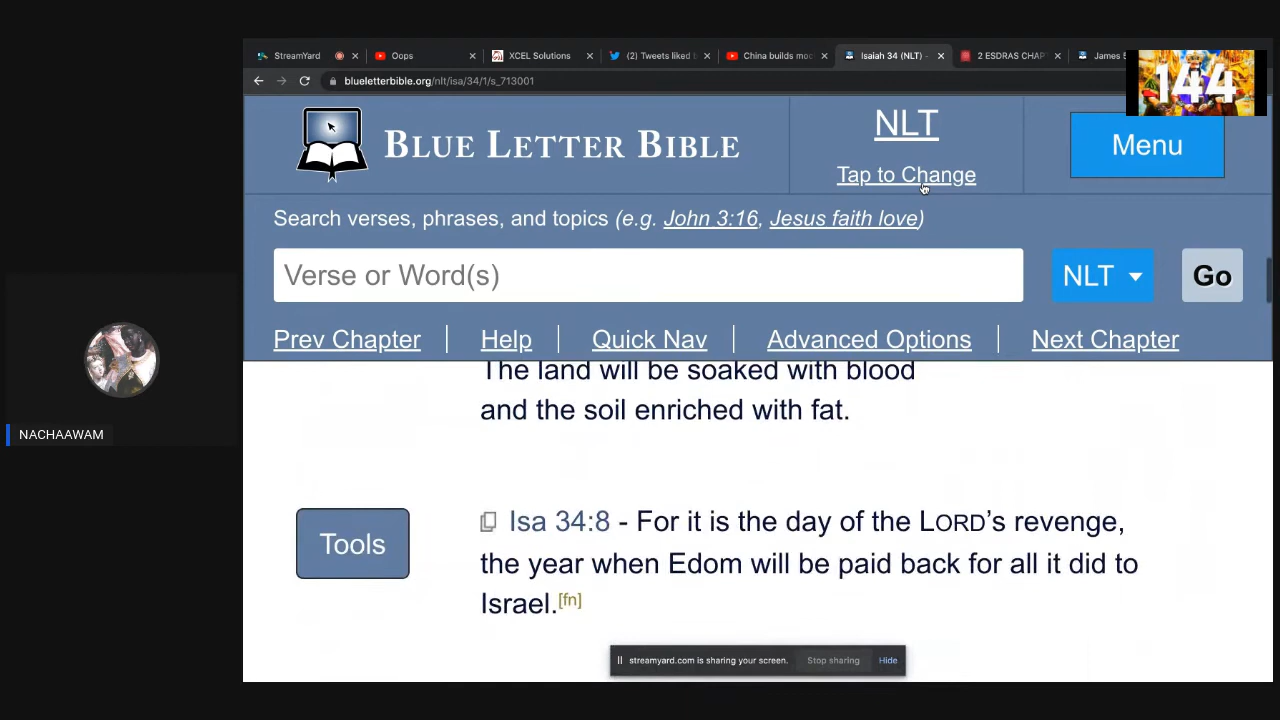 StreamYard
Oops
XCEL Solutions
(2) Tweets liked b
China builds moc
Isaiah 34 (NLT) -
2 ESDRAS CHAP
James 5
144
blueletterbible.org/nlt/isa/34/1/s_713001
BLUE LETTER BIBLE
NLT
Tap to Change
Menu
Search verses, phrases, and topics (e.g. John 3:16, Jesus faith love)
Verse or Word(s)
NLT
Go
Prev Chapter
Help
Quick Nav
Advanced Options
Next Chapter
The land will be soaked with blood
and the soil enriched with fat.
NACHAAWAM
Tools
Isa 34:8 - For it is the day of the LORD's revenge,
the year when Edom will be paid back for all it did to
Israel.[fn]
streamyard.com is sharing your screen.
Stop sharing
Hide